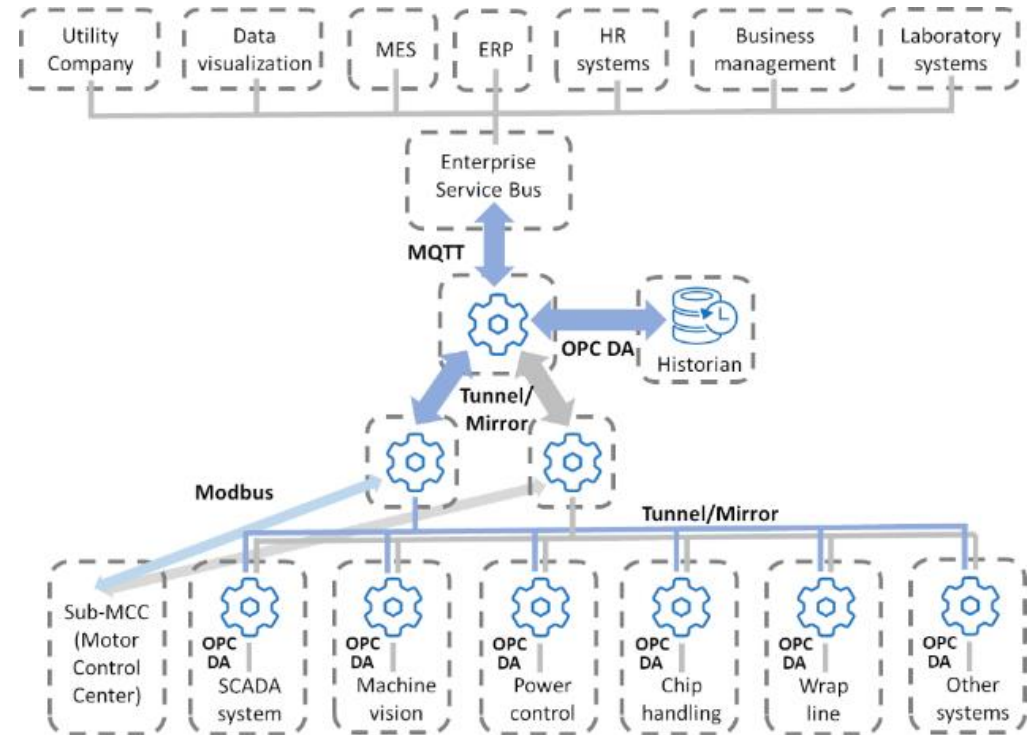 Utility
Company
Data
visualization
MES
ERP
HR
systems
Business
management
Laboratory
systems
Enterprise
Service Bus
MQTT
OPC DA
Historian
Tunnel/
Mirror
Modbus
Tunnel/Mirror
Sub-MCC
(Motor
Control
Center)
OPC
DA
SCADA
system
OPC
DA
Machine
vision
OPC
DA
Power
control
OPC
DA
Chip
handling
OPC
DA
Wrap
line
OPC
DA
Other
systems